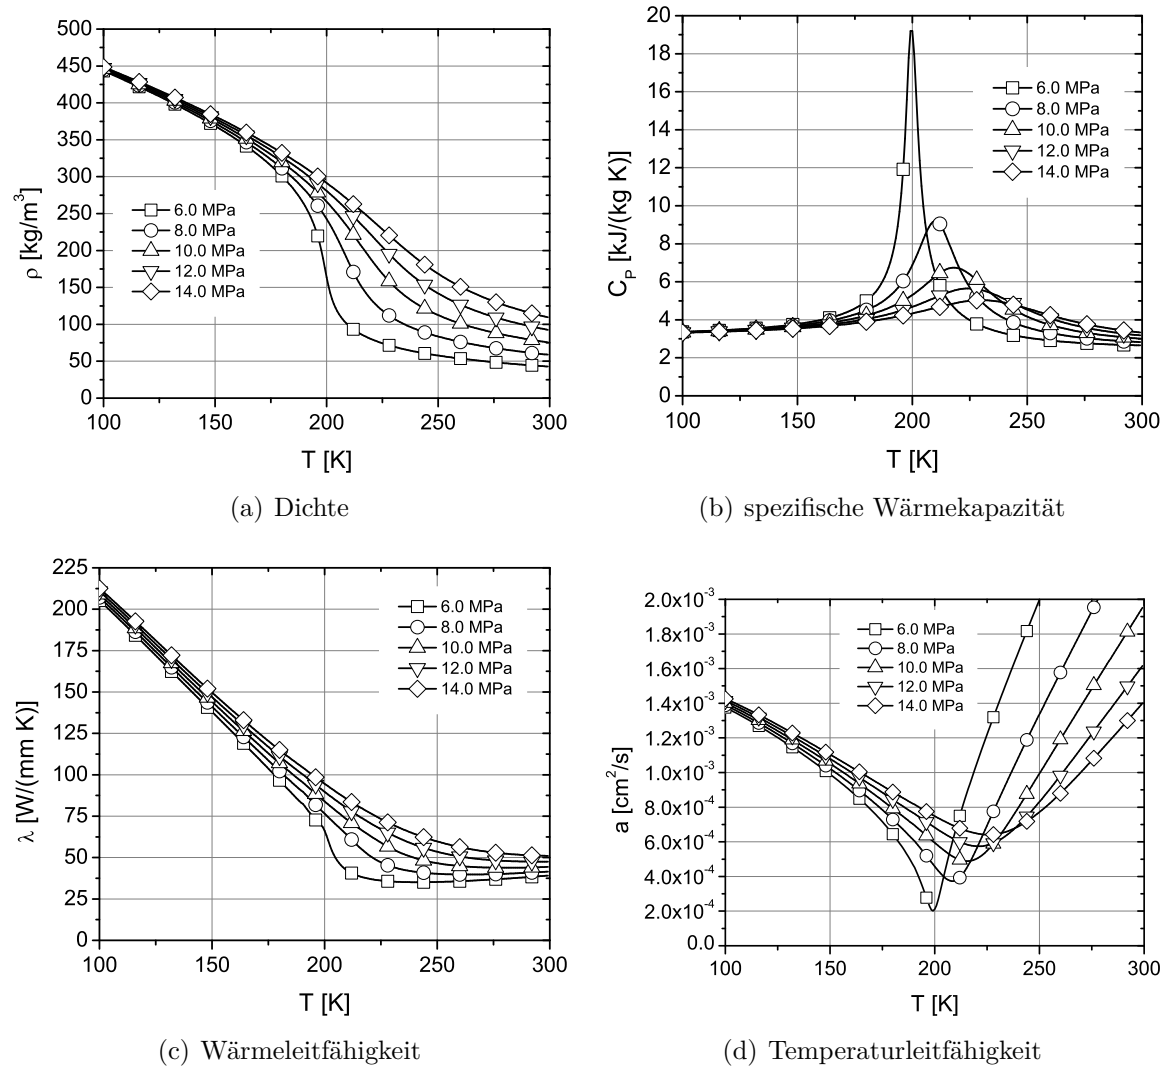 500
450
400
350
300
250
200
150
100
50
0
ρ [kg/m³]
6.0 MPa
8.0 MPa
10.0 MPa
12.0 MPa
14.0 MPa
100 150 200 250 300
T [K]
(a) Dichte
20
18
16
14
12
10
8
6
4
2
0
C_P [kJ/(kg K)]
6.0 MPa
8.0 MPa
10.0 MPa
12.0 MPa
14.0 MPa
100 150 200 250 300
T [K]
(b) spezifische Wärmekapazität
225
200
175
150
125
100
75
50
25
0
λ [W/(mm K)]
6.0 MPa
8.0 MPa
10.0 MPa
12.0 MPa
14.0 MPa
100 150 200 250 300
T [K]
(c) Wärmeleitfähigkeit
2.0x10⁻³
1.8x10⁻³
1.6x10⁻³
1.4x10⁻³
1.2x10⁻³
1.0x10⁻³
8.0x10⁻⁴
6.0x10⁻⁴
4.0x10⁻⁴
2.0x10⁻⁴
0.0
a [cm²/s]
6.0 MPa
8.0 MPa
10.0 MPa
12.0 MPa
14.0 MPa
100 150 200 250 300
T [K]
(d) Temperaturleitfähigkeit